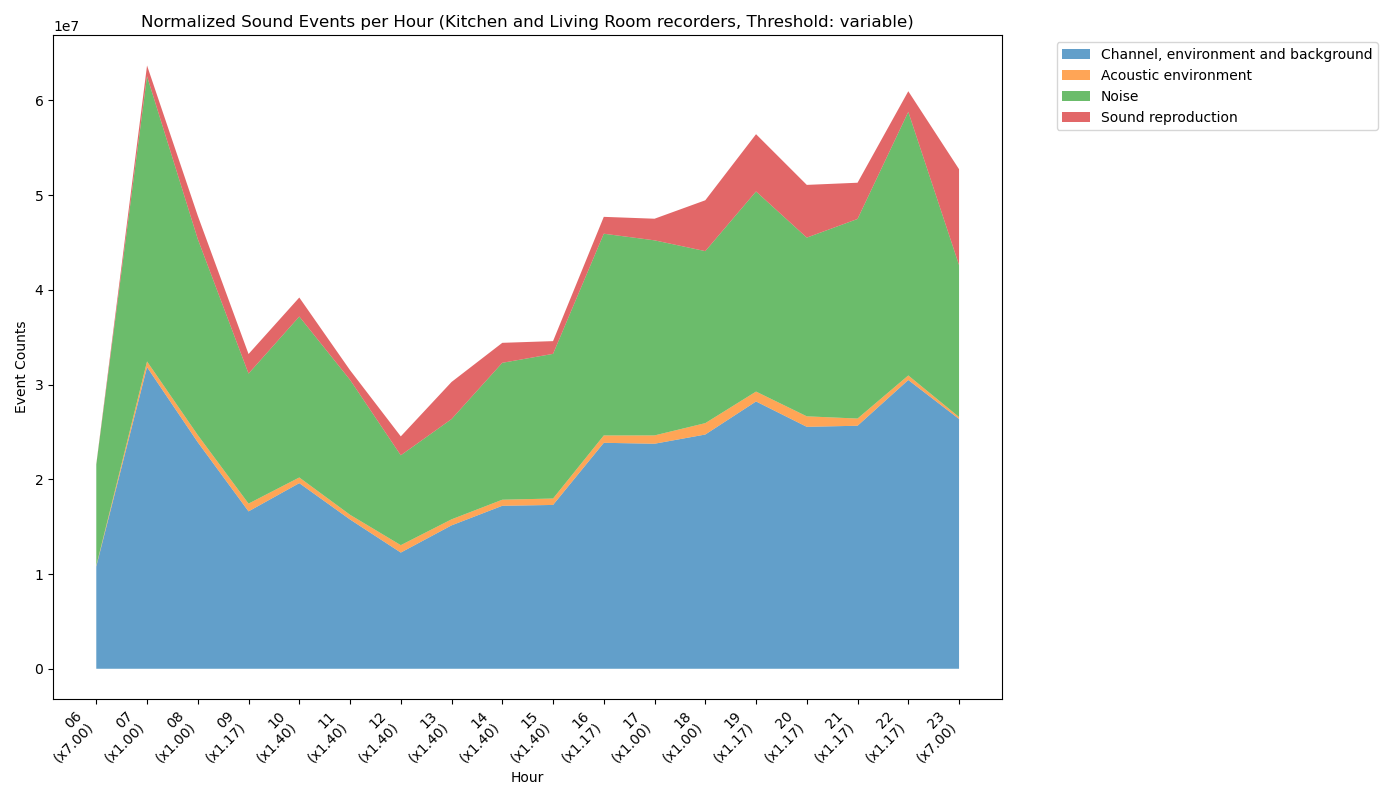 Normalized Sound Events per Hour (Kitchen and Living Room recorders, Threshold: variable)
1e7
Channel, environment and background
Acoustic environment
Noise
Sound reproduction
6
5
4
3
2
1
0
Event Counts
06
(x7.00)
07
(x1.00)
08
(x1.00)
09
(x1.17)
10
(x1.40)
11
(x1.40)
12
(x1.40)
13
(x1.40)
14
(x1.40)
15
(x1.40)
16
(x1.17)
17
(x1.00)
18
(x1.00)
19
(x1.17)
20
(x1.17)
21
(x1.17)
22
(x1.17)
23
(x7.00)
Hour